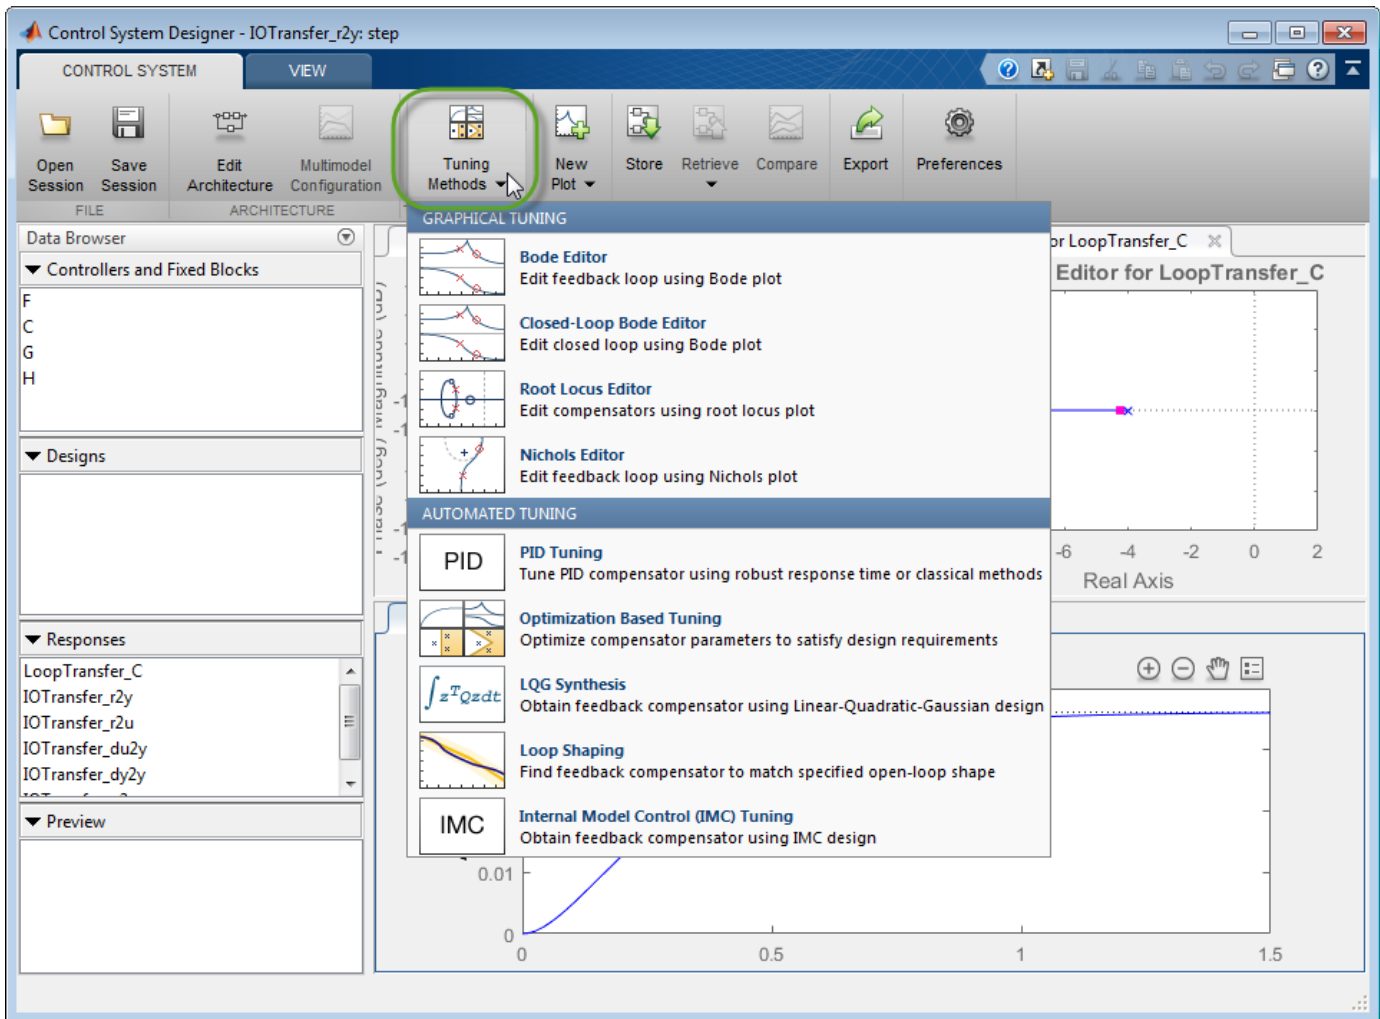 Control System Designer - IOTransfer_r2y: step
CONTROL SYSTEM
VIEW
Open Session
Save Session
Edit Architecture
Multimodel Configuration
Tuning Methods
New Plot
Store
Retrieve
Compare
Export
Preferences
FILE
ARCHITECTURE
Data Browser
Controllers and Fixed Blocks
F
C
G
H
Designs
Responses
LoopTransfer_C
IOTransfer_r2y
IOTransfer_r2u
IOTransfer_du2y
IOTransfer_dy2y
Preview
GRAPHICAL TUNING
Bode Editor
Edit feedback loop using Bode plot
Closed-Loop Bode Editor
Edit closed loop using Bode plot
Root Locus Editor
Edit compensators using root locus plot
Nichols Editor
Edit feedback loop using Nichols plot
AUTOMATED TUNING
PID
PID Tuning
Tune PID compensator using robust response time or classical methods
Optimization Based Tuning
Optimize compensator parameters to satisfy design requirements
∫zᵀQzdt
LQG Synthesis
Obtain feedback compensator using Linear-Quadratic-Gaussian design
Loop Shaping
Find feedback compensator to match specified open-loop shape
IMC
Internal Model Control (IMC) Tuning
Obtain feedback compensator using IMC design
or LoopTransfer_C
Editor for LoopTransfer_C
-6 -4 -2 0 2
Real Axis
0.01
0
0 0.5 1 1.5